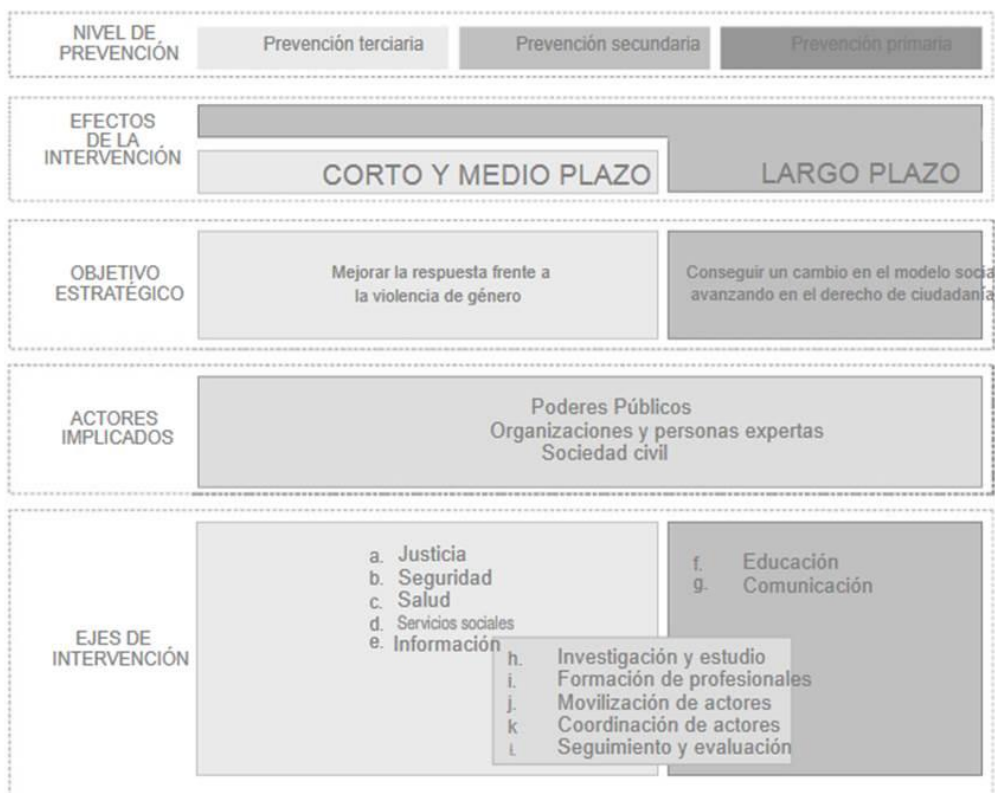 NIVEL DE
PREVENCIÓN
Prevención terciaria
Prevención secundaria
Prevención primaria
EFECTOS
DE LA
INTERVENCIÓN
CORTO Y MEDIO PLAZO
LARGO PLAZO
OBJETIVO
ESTRATÉGICO
Mejorar la respuesta frente a
la violencia de género
Conseguir un cambio en el modelo socia
avanzando en el derecho de ciudadanía
ACTORES
IMPLICADOS
Poderes Públicos
Organizaciones y personas expertas
Sociedad civil
EJES DE
INTERVENCIÓN
a. Justicia
b. Seguridad
c. Salud
d. Servicios sociales
e. Información
f. Educación
g. Comunicación
h. Investigación y estudio
i. Formación de profesionales
j. Movilización de actores
k Coordinación de actores
i. Seguimiento y evaluación